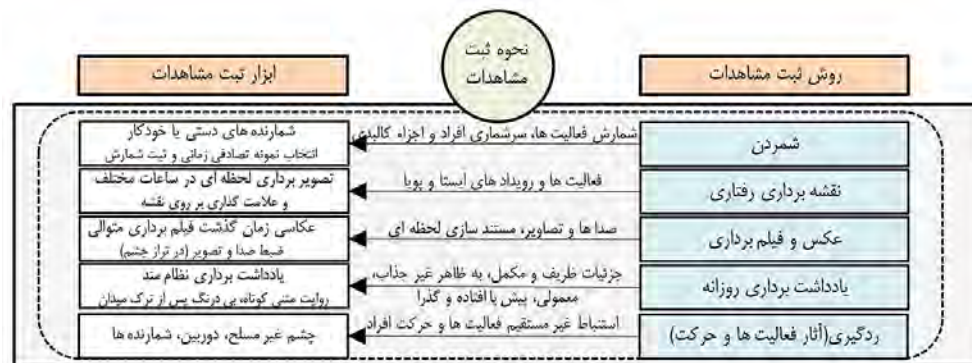 نحوه ثبت
مشاهدات
روش ثبت مشاهدات
ابزار ثبت مشاهدات
شمردن
شمارش فعالیت ها، سرشماری افراد و اجزاء کالبدی
شمارنده های دستی یا خودکار
انتخاب نمونه تصادفی زمانی و ثبت شمارش
نقشه برداری رفتاری
فعالیت ها و رویداد های ایستا و پویا
تصویر برداری لحظه ای در ساعات مختلف
و علامت گذاری بر روی نقشه
عکس و فیلم برداری
صدا ها و تصاویر، مستند سازی لحظه ای
عکاسی زمان گذشت فیلم برداری متوالی
ضبط صدا و تصویر (در تراز چشم)
یادداشت برداری روزانه
جزئیات ظریف و مکمل، به ظاهر غیر جذاب،
معمولی، پیش پا افتاده و گذرا
یادداشت برداری نظام مند
روایت متنی کوتاه، بی درنگ پس از ترک میدان
ردگیری(آثار فعالیت ها و حرکت)
استنباط غیر مستقیم فعالیت ها و حرکت افراد
چشم غیر مسلح، دوربین، شمارنده ها